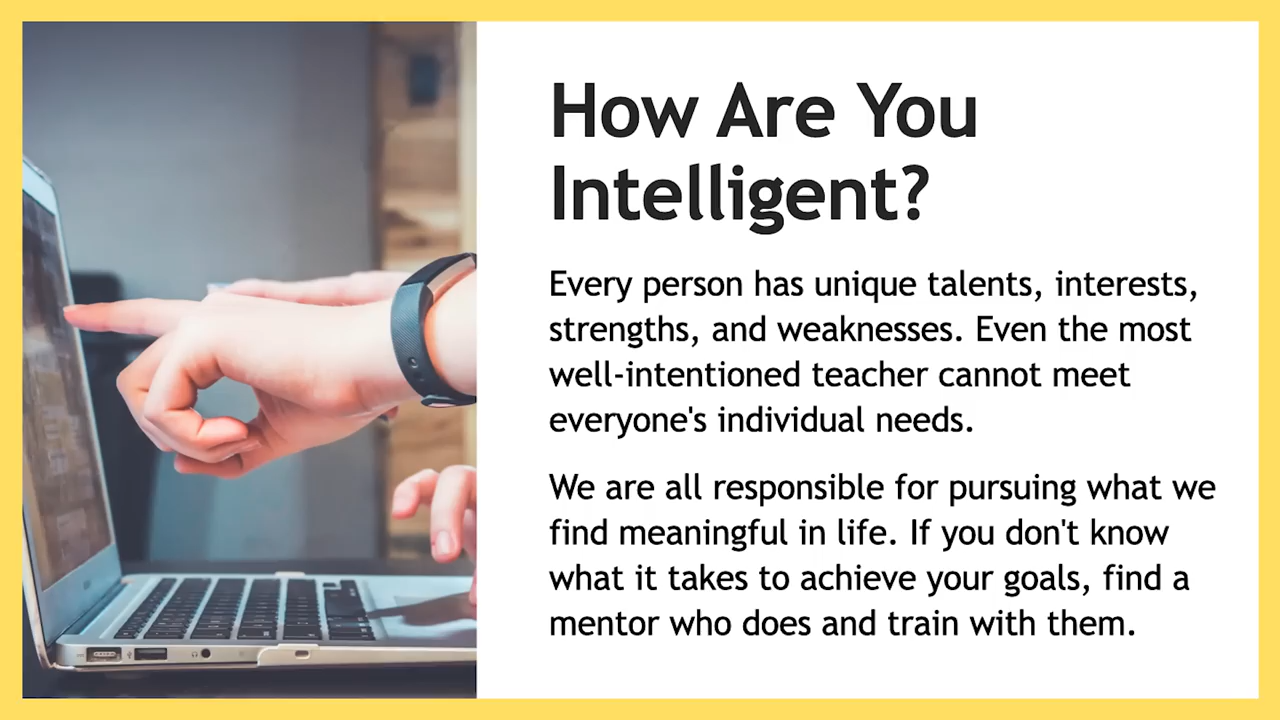 How Are You
Intelligent?
Every person has unique talents, interests,
strengths, and weaknesses. Even the most
well-intentioned teacher cannot meet
everyone's individual needs.
We are all responsible for pursuing what we
find meaningful in life. If you don't know
what it takes to achieve your goals, find a
mentor who does and train with them.